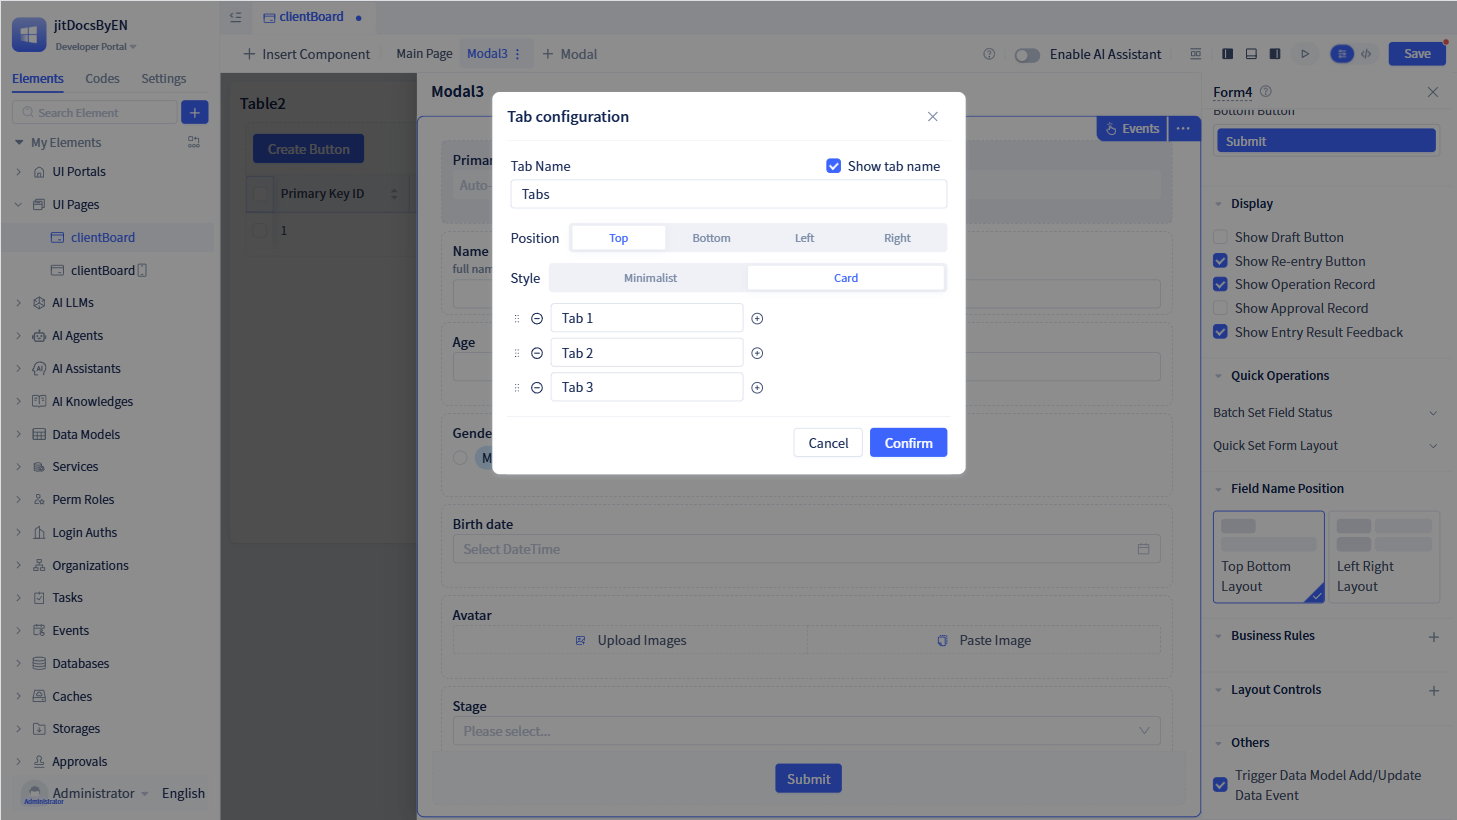 jitDocsByEN
Developer Portal
Elements
Codes
Settings
Search Element
My Elements
UI Portals
UI Pages
clientBoard
clientBoard
AI LLMs
AI Agents
AI Assistants
AI Knowledges
Data Models
Services
Perm Roles
Login Auths
Organizations
Tasks
Events
Databases
Caches
Storages
Approvals
Administrator
Administrator
English
clientBoard
Insert Component
Main Page
Modal3
Modal
Enable AI Assistant
Save
Table2
Create Button
Primary Key ID
1
Modal3
Events
Primar
Auto-
Name
full nam
Age
Gende
M
Birth date
Select DateTime
Avatar
Upload Images
Paste Image
Stage
Please select...
Submit
Tab configuration
Tab Name
Show tab name
Tabs
Position
Top
Bottom
Left
Right
Style
Minimalist
Card
Tab 1
Tab 2
Tab 3
Cancel
Confirm
Form4
Bottom Button
Submit
Display
Show Draft Button
Show Re-entry Button
Show Operation Record
Show Approval Record
Show Entry Result Feedback
Quick Operations
Batch Set Field Status
Quick Set Form Layout
Field Name Position
Top Bottom
Layout
Left Right
Layout
Business Rules
Layout Controls
Others
Trigger Data Model Add/Update
Data Event